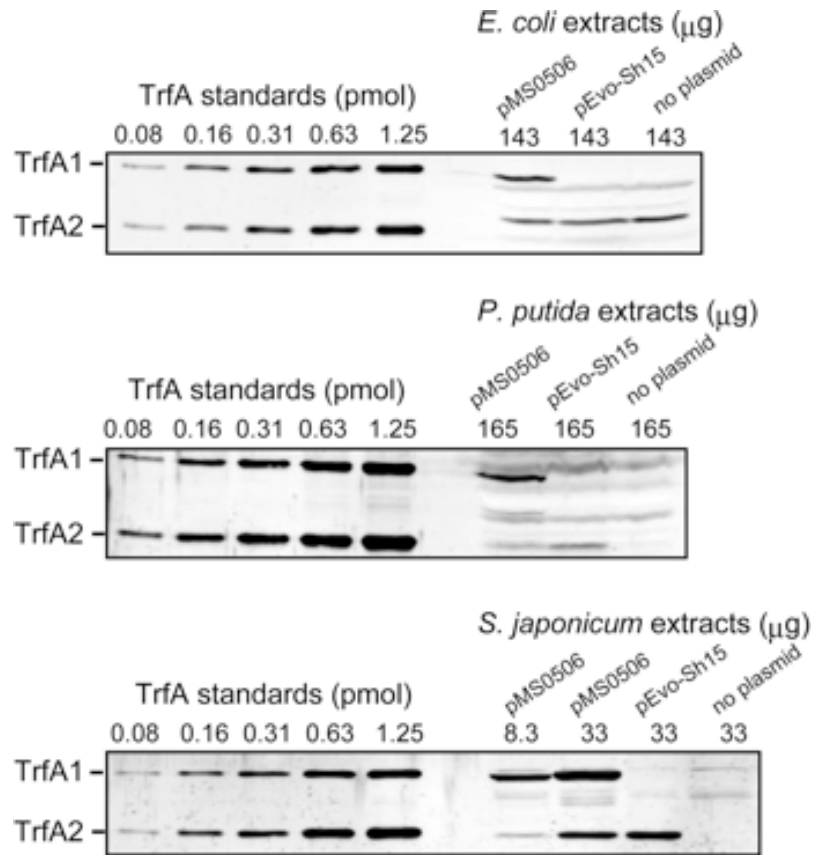 E. coli extracts (μg)
pMS0506 pEvo-Sh15 no plasmid
TrfA standards (pmol)
0.08 0.16 0.31 0.63 1.25 143 143 143
TrfA1
TrfA2
P. putida extracts (μg)
pMS0506 pEvo-Sh15 no plasmid
TrfA standards (pmol)
0.08 0.16 0.31 0.63 1.25 165 165 165
TrfA1
TrfA2
S. japonicum extracts (μg)
pMS0506 pMS0506 pEvo-Sh15 no plasmid
TrfA standards (pmol)
0.08 0.16 0.31 0.63 1.25 8.3 33 33 33
TrfA1
TrfA2